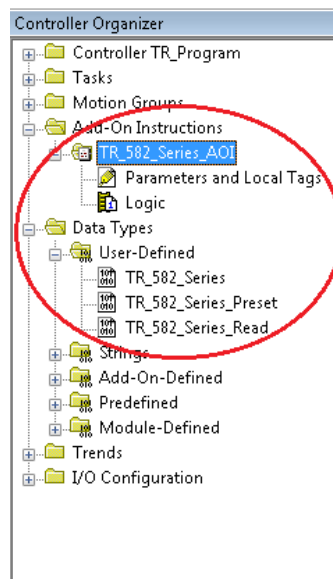 Controller Organizer
Controller TR_Program
Tasks
Motion Groups
Add-On Instructions
TR_582_Series_AOI
Parameters and Local Tags
Logic
Data Types
User-Defined
TR_582_Series
TR_582_Series_Preset
TR_582_Series_Read
Strings
Add-On-Defined
Predefined
Module-Defined
Trends
I/O Configuration